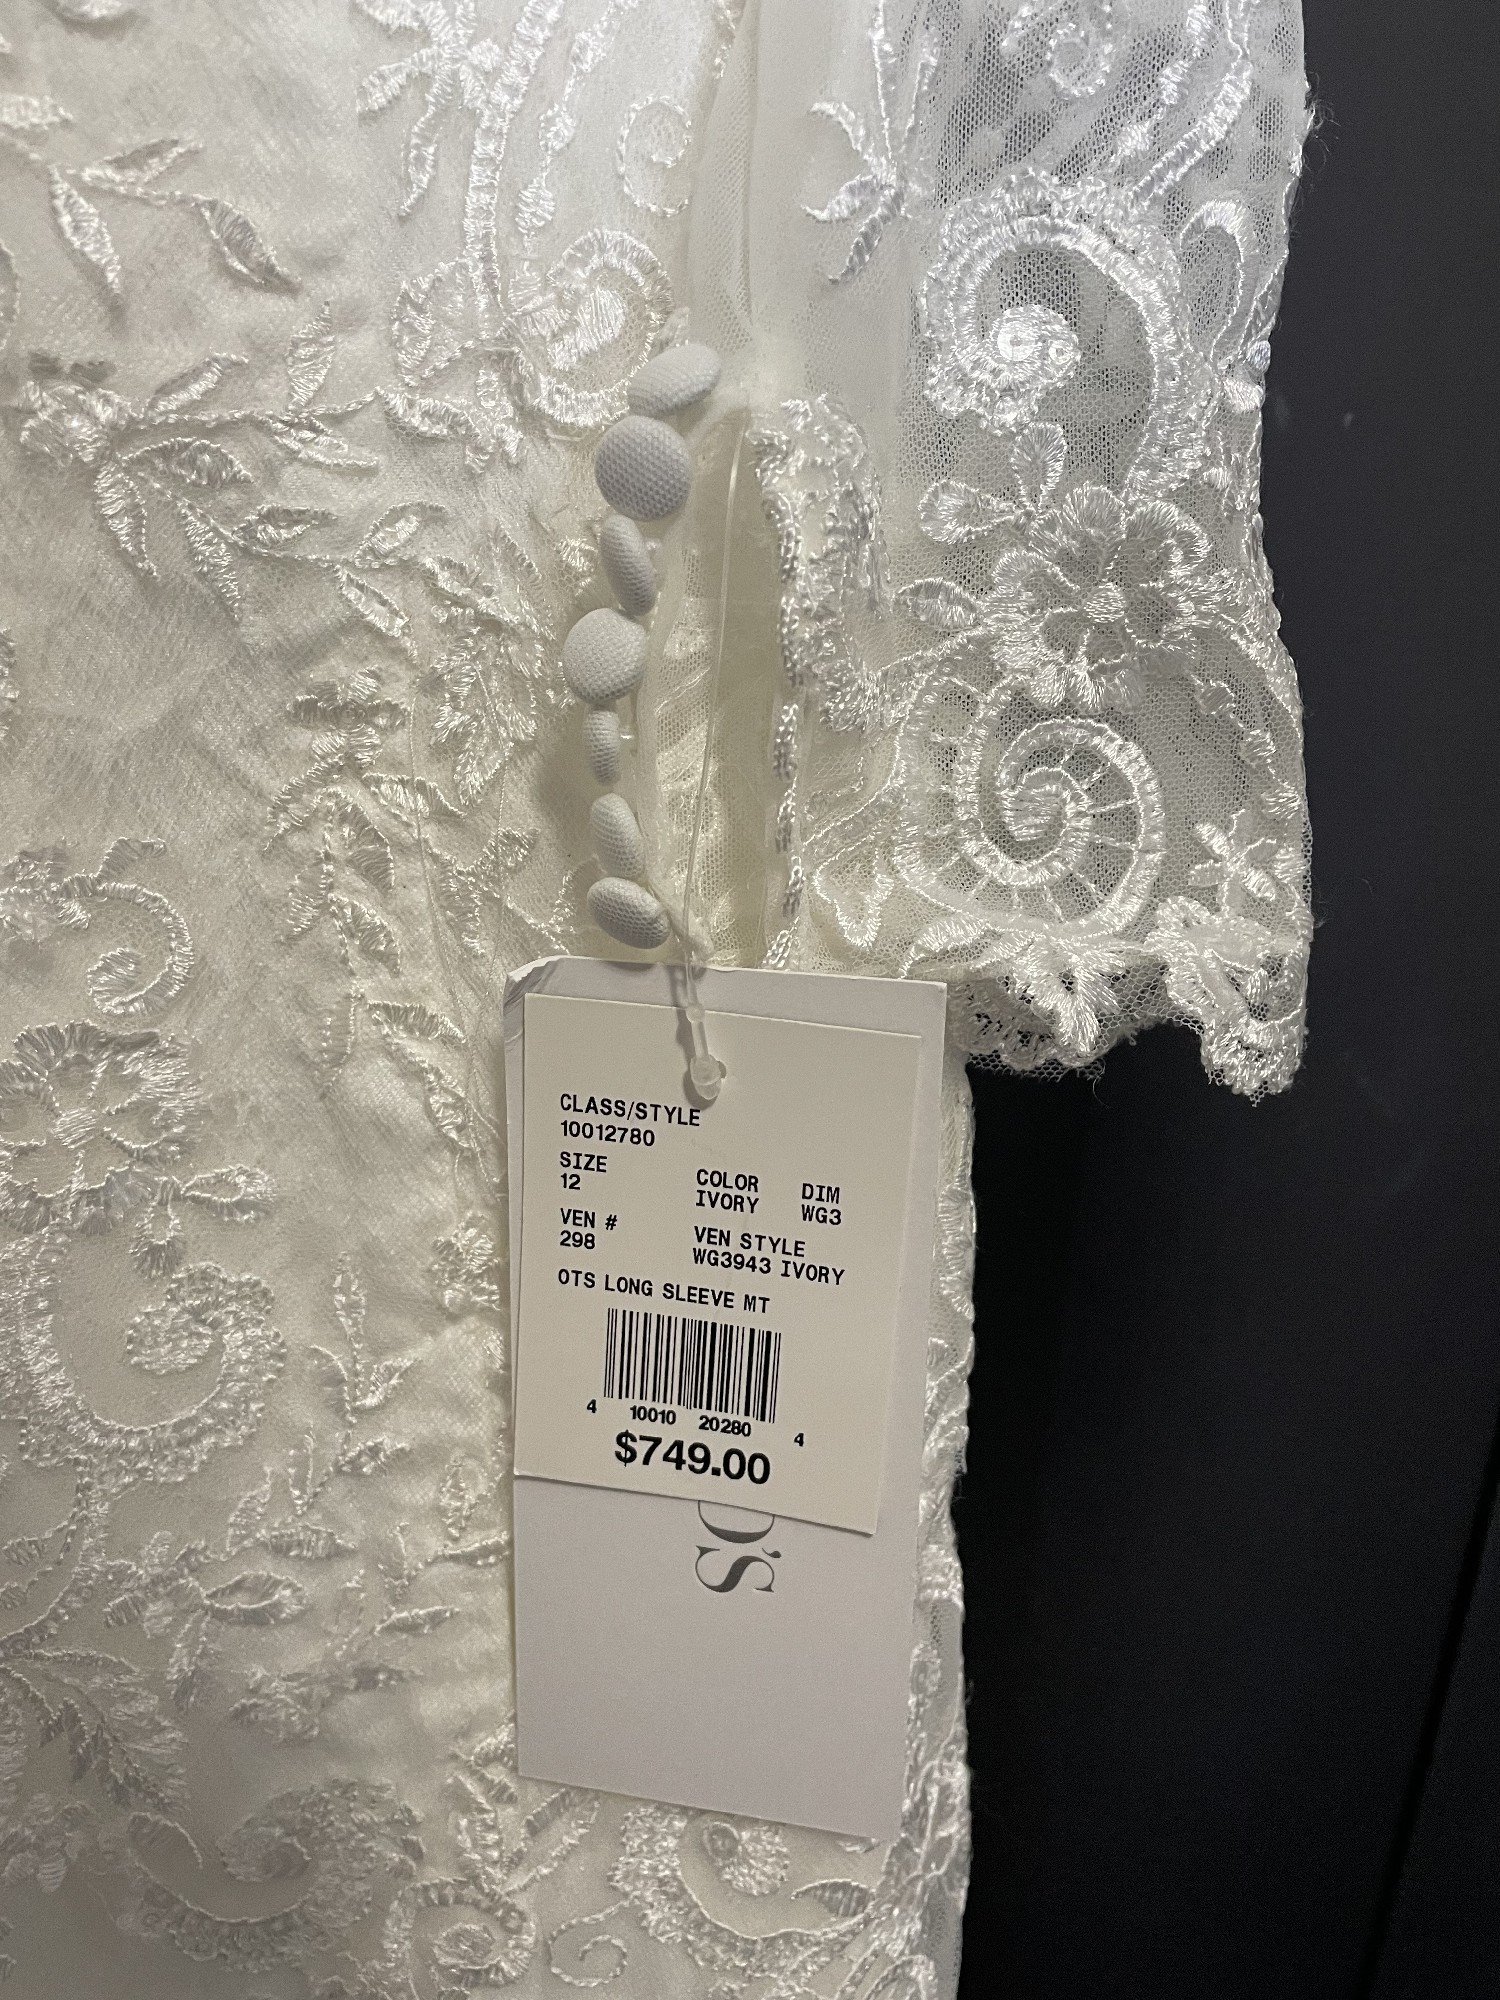 CLASS/STYLE
10012780
SIZE COLOR DIM
12 IVORY WG3
VEN # VEN STYLE
298 WG3943 IVORY
OTS LONG SLEEVE MT
4 10010 20280 4
$749.00
'S